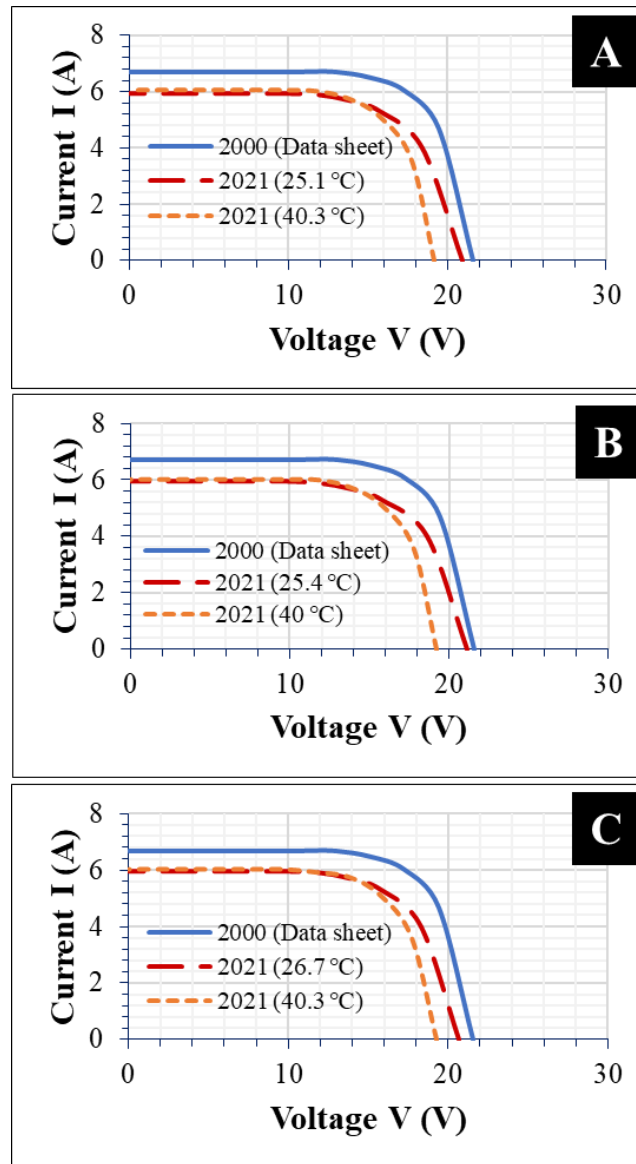 A
8
6
4
2
0
Current I (A)
2000 (Data sheet)
2021 (25.1 °C)
2021 (40.3 °C)
0 10 20 30
Voltage V (V)
B
8
6
4
2
0
Current I (A)
2000 (Data sheet)
2021 (25.4 °C)
2021 (40 °C)
0 10 20 30
Voltage V (V)
C
8
6
4
2
0
Current I (A)
2000 (Data sheet)
2021 (26.7 °C)
2021 (40.3 °C)
0 10 20 30
Voltage V (V)